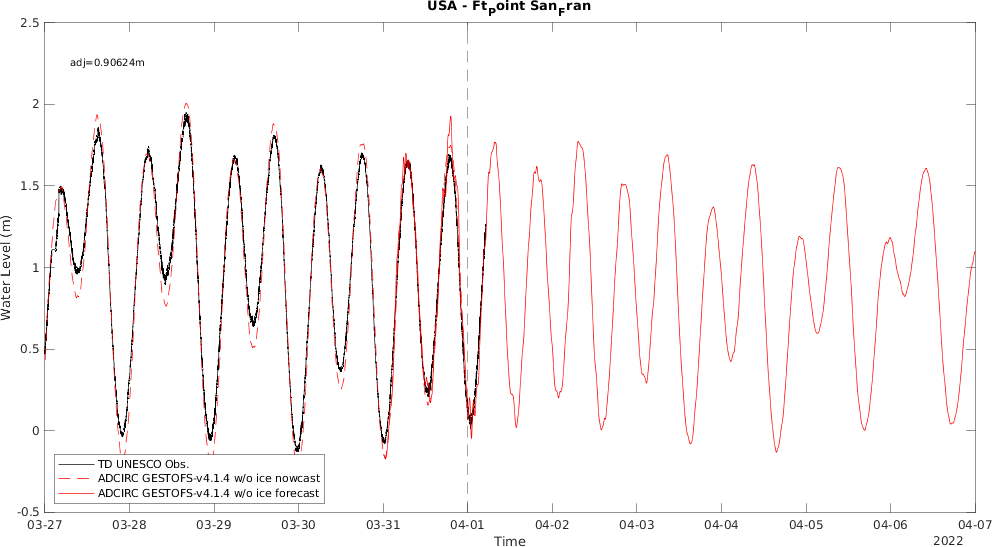 USA - FtPoint SanFran
2.5
adj=0.90624m
2
1.5
1
0.5
0
-0.5
Water Level (m)
TD UNESCO Obs.
ADCIRC GESTOFS-v4.1.4 w/o ice nowcast
ADCIRC GESTOFS-v4.1.4 w/o ice forecast
03-27 03-28 03-29 03-30 03-31 04-01 04-02 04-03 04-04 04-05 04-06 04-07
Time
2022